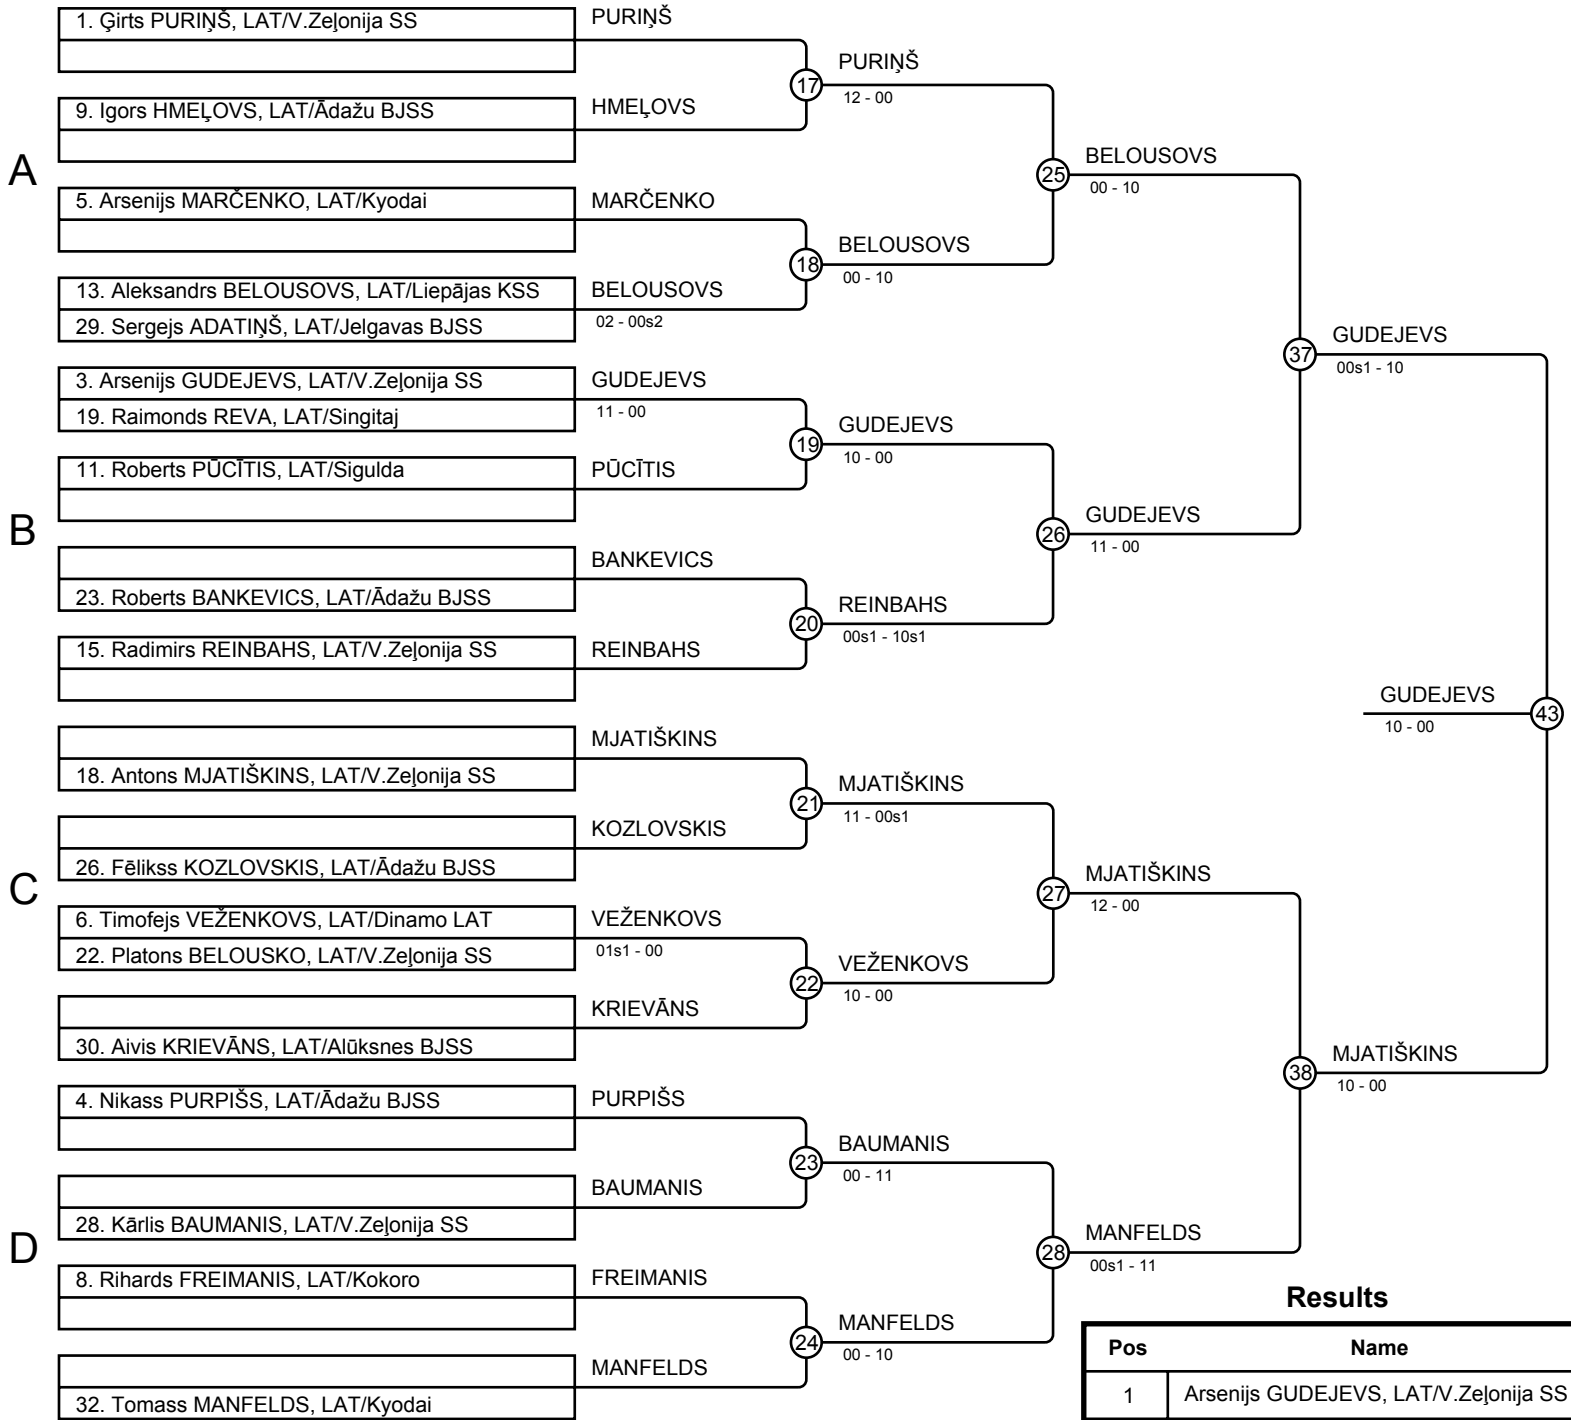 1. Ģirts PURIŅŠ, LAT/V.Zeļonija SS
PURIŅŠ
17
PURIŅŠ
12 - 00
9. Igors HMEĻOVS, LAT/Ādažu BJSS
HMEĻOVS
A
25
BELOUSOVS
00 - 10
5. Arsenijs MARČENKO, LAT/Kyodai
MARČENKO
18
BELOUSOVS
00 - 10
13. Aleksandrs BELOUSOVS, LAT/Liepājas KSS
29. Sergejs ADATIŅŠ, LAT/Jelgavas BJSS
BELOUSOVS
02 - 00s2
37
GUDEJEVS
00s1 - 10
3. Arsenijs GUDEJEVS, LAT/V.Zeļonija SS
19. Raimonds REVA, LAT/Singitaj
GUDEJEVS
11 - 00
19
GUDEJEVS
10 - 00
11. Roberts PŪCĪTIS, LAT/Sigulda
PŪCĪTIS
B
26
GUDEJEVS
11 - 00
23. Roberts BANKEVICS, LAT/Ādažu BJSS
BANKEVICS
20
REINBAHS
00s1 - 10s1
15. Radimirs REINBAHS, LAT/V.Zeļonija SS
REINBAHS
GUDEJEVS
10 - 00
43
18. Antons MJATIŠKINS, LAT/V.Zeļonija SS
MJATIŠKINS
21
MJATIŠKINS
11 - 00s1
26. Fēlikss KOZLOVSKIS, LAT/Ādažu BJSS
KOZLOVSKIS
C
27
MJATIŠKINS
12 - 00
6. Timofejs VEŽENKOVS, LAT/Dinamo LAT
22. Platons BELOUSKO, LAT/V.Zeļonija SS
VEŽENKOVS
01s1 - 00
22
VEŽENKOVS
10 - 00
30. Aivis KRIEVĀNS, LAT/Alūksnes BJSS
KRIEVĀNS
38
MJATIŠKINS
10 - 00
4. Nikass PURPIŠS, LAT/Ādažu BJSS
PURPIŠS
23
BAUMANIS
00 - 11
28. Kārlis BAUMANIS, LAT/V.Zeļonija SS
BAUMANIS
D
28
MANFELDS
00s1 - 11
8. Rihards FREIMANIS, LAT/Kokoro
FREIMANIS
24
MANFELDS
00 - 10
32. Tomass MANFELDS, LAT/Kyodai
MANFELDS
Results
Pos Name
1 Arsenijs GUDEJEVS, LAT/V.Zeļonija SS